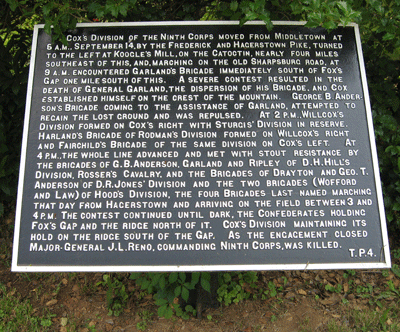 COX'S DIVISION OF THE NINTH CORPS MOVED FROM MIDDLETOWN AT
6 A.M. SEPTEMBER 14, BY THE FREDERICK AND HAGERSTOWN PIKE, TURNED
TO THE LEFT AT KOOGLE'S MILL, ON THE CATOCTIN, NEARLY FOUR MILES
SOUTHEAST OF THIS, AND, MARCHING ON THE OLD SHARPSBURG ROAD, AT
9 A.M. ENCOUNTERED GARLAND'S BRIGADE IMMEDIATELY SOUTH OF FOX'S
GAP ONE MILE SOUTH OF THIS. A SEVERE CONTEST RESULTED IN THE
DEATH OF GENERAL GARLAND, THE DISPERSION OF HIS BRIGADE, AND COX
ESTABLISHED HIMSELF ON THE CREST OF THE MOUNTAIN. GEORGE B. ANDER-
SON'S BRIGADE COMING TO THE ASSISTANCE OF GARLAND, ATTEMPTED TO
REGAIN THE LOST GROUND AND WAS REPULSED. AT 2 P.M. WILLCOX'S
DIVISION FORMED ON COX'S RIGHT WITH STURGIS' DIVISION IN RESERVE.
HARLAND'S BRIGADE OF RODMAN'S DIVISION FORMED ON WILLCOX'S RIGHT
AND FAIRCHILD'S BRIGADE OF THE SAME DIVISION ON COX'S LEFT. AT
4 P.M. THE WHOLE LINE ADVANCED AND MET WITH STOUT RESISTANCE BY
THE BRIGADES OF G.B. ANDERSON, GARLAND AND RIPLEY OF D.H. HILL'S
DIVISION, ROSSER'S CAVALRY, AND THE BRIGADES OF DRAYTON AND GEO. T.
ANDERSON OF D.R. JONES' DIVISION AND THE TWO BRIGADES (WOFFORD
AND LAW) OF HOOD'S DIVISION, THE FOUR BRIGADES LAST NAMED MARCHING
THAT DAY FROM HAGERSTOWN AND ARRIVING ON THE FIELD BETWEEN 3 AND
4 P.M. THE CONTEST CONTINUED UNTIL DARK, THE CONFEDERATES HOLDING
FOX'S GAP AND THE RIDGE NORTH OF IT. COX'S DIVISION MAINTAINING ITS
HOLD ON THE RIDGE SOUTH OF THE GAP. AS THE ENGAGEMENT CLOSED
MAJOR-GENERAL J.L. RENO, COMMANDING NINTH CORPS, WAS KILLED.
T.P.4.